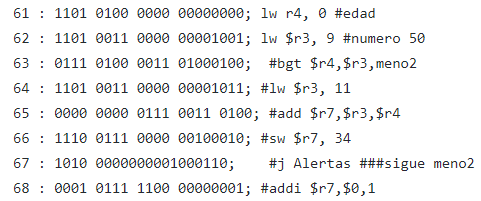 61 : 1101 0100 0000 00000000; lw r4, 0 #edad
62 : 1101 0011 0000 00001001; lw $r3, 9 #numero 50
63 : 0111 0100 0011 01000100;  #bgt $r4,$r3,meno2
64 : 1101 0011 0000 00001011; #lw $r3, 11
65 : 0000 0000 0111 0011 0100; #add $r7,$r3,$r4
66 : 1110 0111 0000 00100010; #sw $r7, 34
67 : 1010 0000000001000110;    #j Alertas ###sigue meno2
68 : 0001 0111 1100 00000001; #addi $r7,$0,1